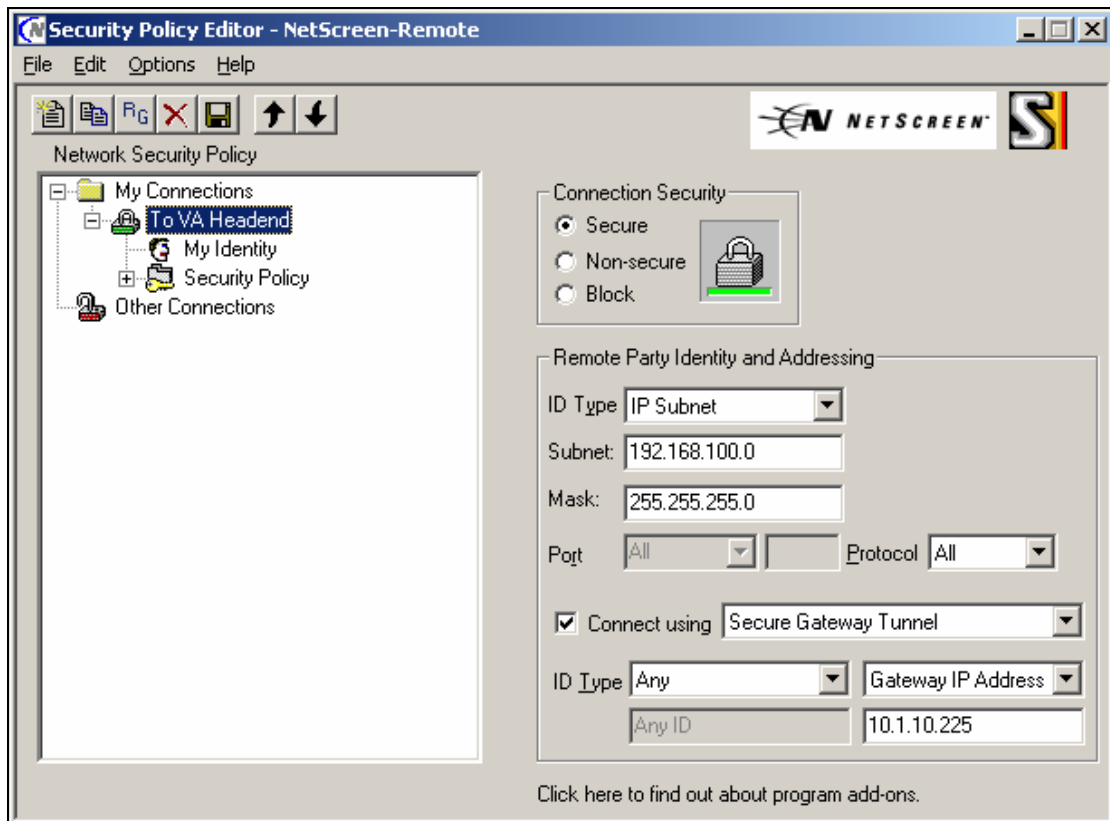 Security Policy Editor - NetScreen-Remote
File Edit Options Help
RG
N NETSCREEN
S
Network Security Policy
My Connections
To VA Headend
My Identity
Security Policy
Other Connections
Connection Security
Secure
Non-secure
Block
Remote Party Identity and Addressing
ID Type IP Subnet
Subnet: 192.168.100.0
Mask: 255.255.255.0
Port All Protocol All
Connect using Secure Gateway Tunnel
ID Type Any Gateway IP Address
Any ID 10.1.10.225
Click here to find out about program add-ons.